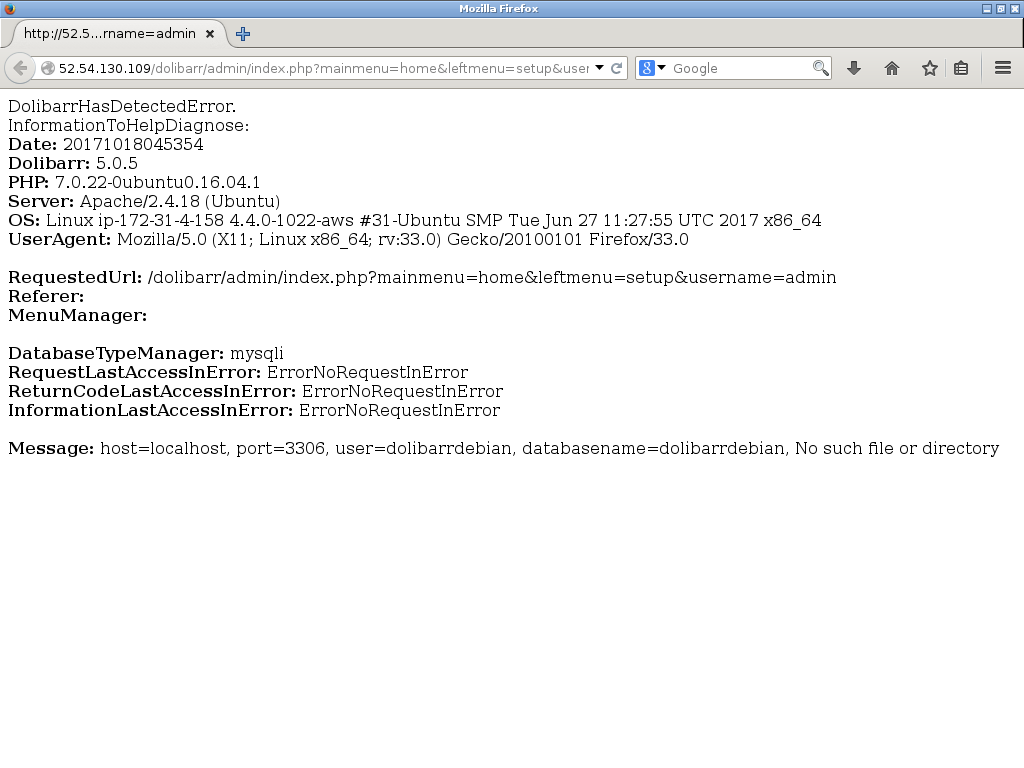 Mozilla Firefox
http://52.5...rname=admin
52.54.130.109/dolibarr/admin/index.php?mainmenu=home&leftmenu=setup&user
Google
DolibarrHasDetectedError.
InformationToHelpDiagnose:
Date: 20171018045354
Dolibarr: 5.0.5
PHP: 7.0.22-0ubuntu0.16.04.1
Server: Apache/2.4.18 (Ubuntu)
OS: Linux ip-172-31-4-158 4.4.0-1022-aws #31-Ubuntu SMP Tue Jun 27 11:27:55 UTC 2017 x86_64
UserAgent: Mozilla/5.0 (X11; Linux x86_64; rv:33.0) Gecko/20100101 Firefox/33.0
RequestedUrl: /dolibarr/admin/index.php?mainmenu=home&leftmenu=setup&username=admin
Referer:
MenuManager:
DatabaseTypeManager: mysqli
RequestLastAccessInError: ErrorNoRequestInError
ReturnCodeLastAccessInError: ErrorNoRequestInError
InformationLastAccessInError: ErrorNoRequestInError
Message: host=localhost, port=3306, user=dolibarrdebian, databasename=dolibarrdebian, No such file or directory